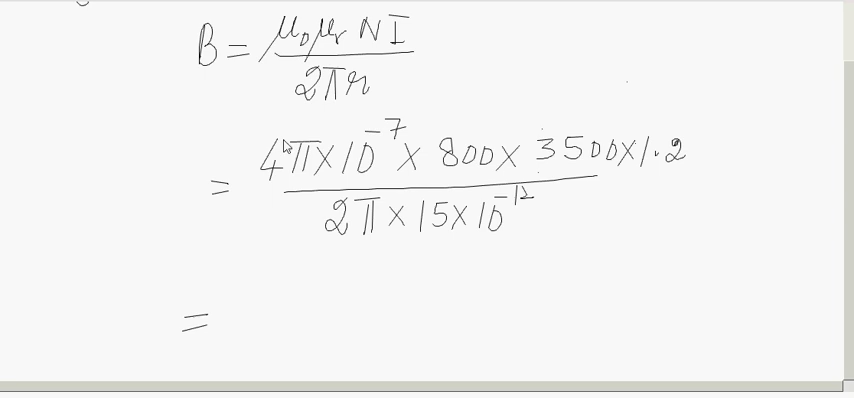 B = μ₀μᵣ N I
2πr
= 4π×10⁻⁷ × 800 × 3500×1.2
2π × 15×10⁻¹²
=